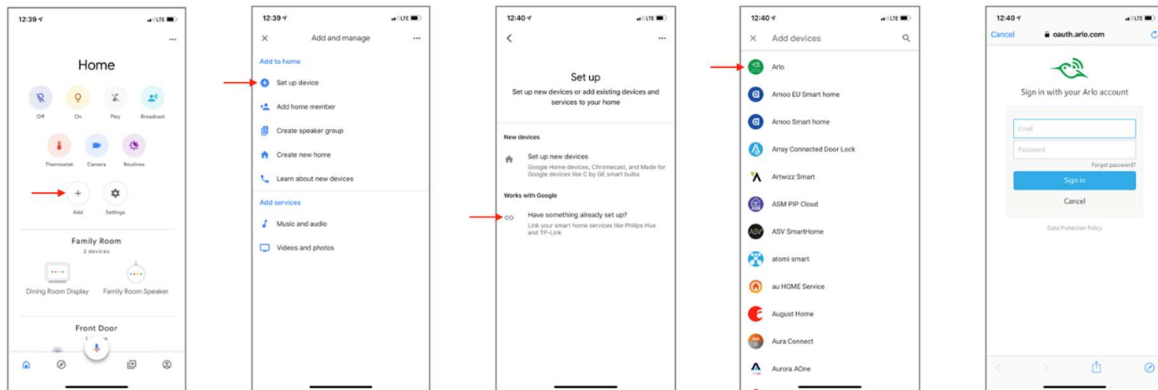 12:39
LTE
Home
Off
On
Play
Broadcast
Thermostat
Camera
Routines
Add
Settings
Family Room
2 devices
Dining Room Display
Family Room Speaker
Front Door
12:39
LTE
Add and manage
Add to home
Set up device
Add home member
Create speaker group
Create new home
Learn about new devices
Add services
Music and audio
Videos and photos
12:40
LTE
Set up
Set up new devices or add existing devices and
services to your home
New devices
Set up new devices
Google Home devices, Chromecast, and Made for
Google devices like C by GE smart bulbs
Works with Google
Have something already set up?
Link your smart home services like Philips Hue
and TP-Link
12:40
LTE
Add devices
Arlo
Arnoo EU Smart home
Arnoo Smart home
Array Connected Door Lock
Artwizz Smart
ASM PIP Cloud
ASV SmartHome
atomi smart
au HOME Service
August Home
Aura Connect
Aurora AOne
12:40
LTE
Cancel
oauth.arlo.com
Sign in with your Arlo account
Email
Password
Forgot password?
Sign in
Cancel
Data Protection Policy